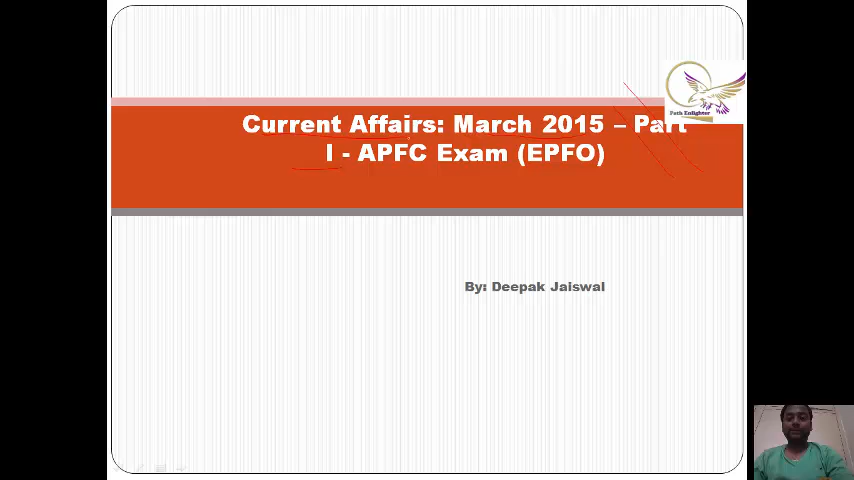 Path Enlighter
Current Affairs: March 2015 – Part
I - APFC Exam (EPFO)
By: Deepak Jaiswal